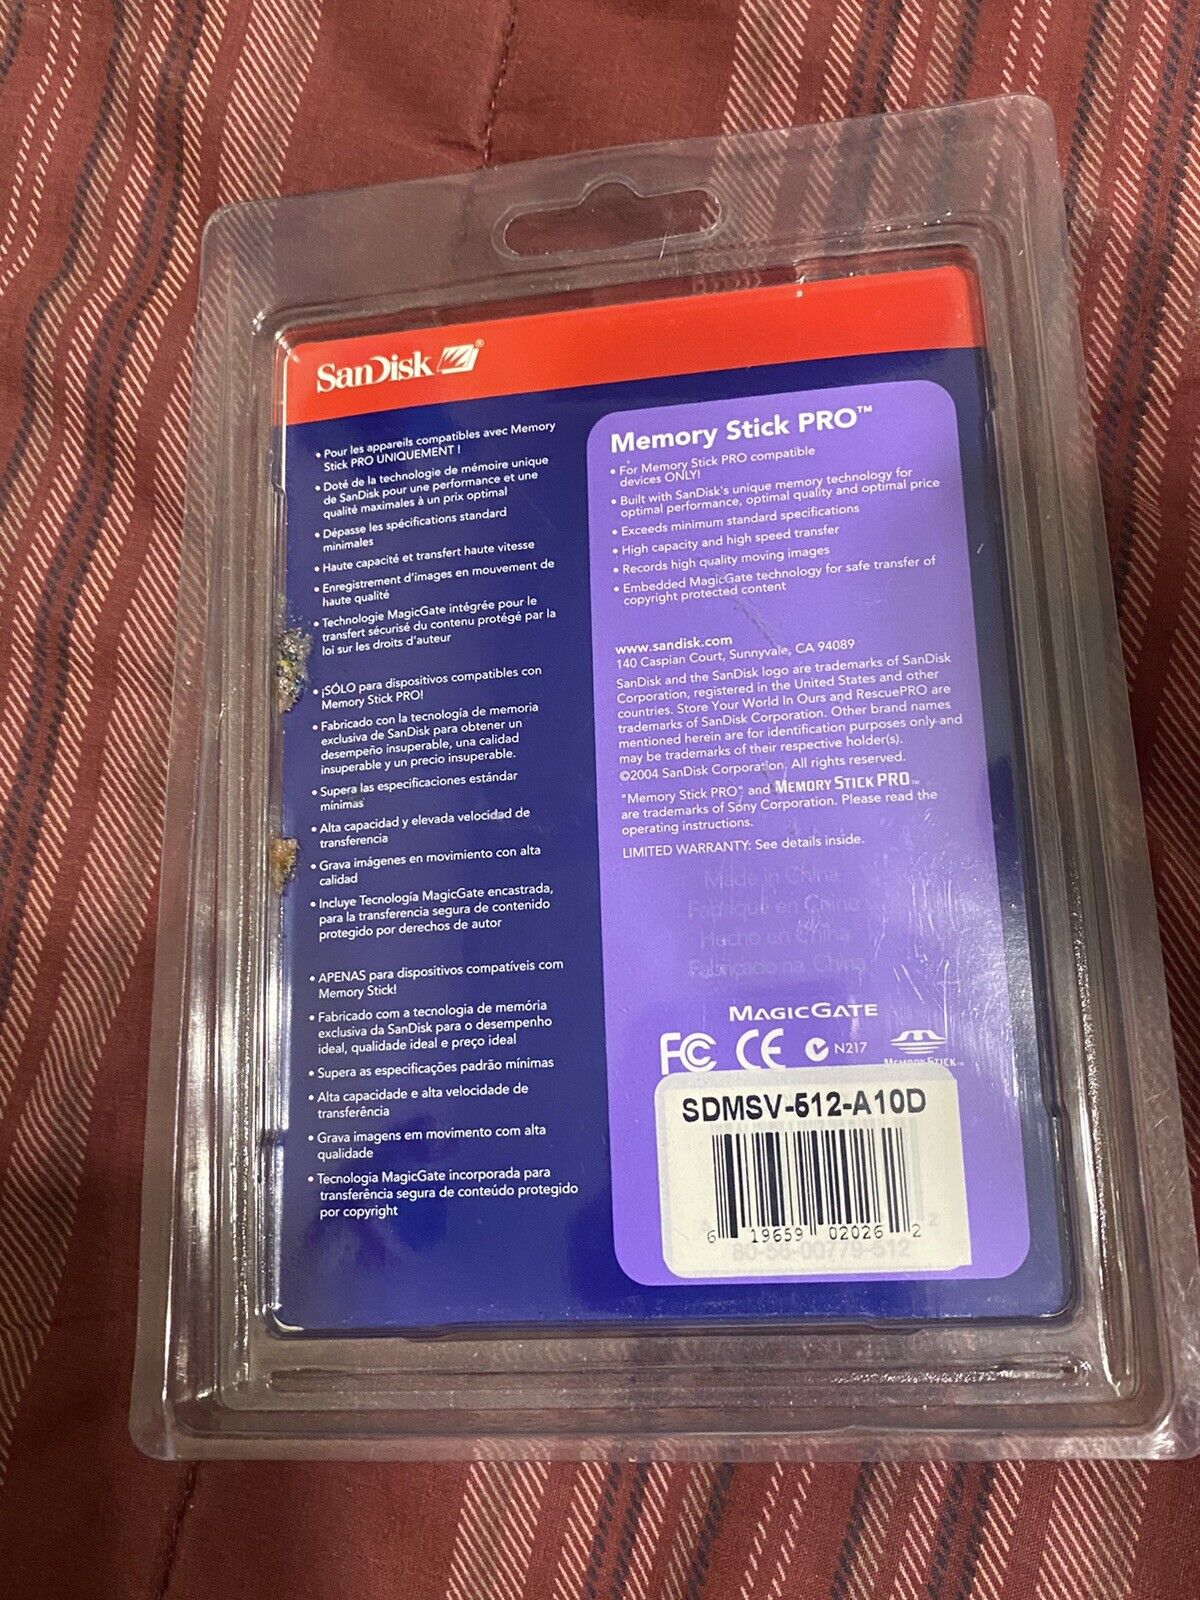 SanDisk
• Pour les appareils compatibles avec Memory
Stick PRO UNIQUEMENT !
• Doté de la technologie de mémoire unique
de SanDisk pour une performance et une
qualité maximales à un prix optimal
• Dépasse les spécifications standard
minimales
• Haute capacité et transfert haute vitesse
• Enregistrement d'images en mouvement de
haute qualité
• Technologie MagicGate intégrée pour le
transfert sécurisé du contenu protégé par la
loi sur les droits d'auteur
• ¡SÓLO para dispositivos compatibles con
Memory Stick PRO!
• Fabricado con la tecnología de memoria
exclusiva de SanDisk para obtener un
desempeño insuperable, una calidad
insuperable y un precio insuperable.
• Supera las especificaciones estándar
mínimas
• Alta capacidad y elevada velocidad de
transferencia
• Grava imágenes en movimiento con alta
calidad
• Incluye Tecnología MagicGate encastrada,
para la transferencia segura de contenido
protegido por derechos de autor
• APENAS para dispositivos compatíveis com
Memory Stick!
• Fabricado com a tecnologia de memória
exclusiva da SanDisk para o desempenho
ideal, qualidade ideal e preço ideal
• Supera as especificações padrão mínimas
• Alta capacidade e alta velocidade de
transferência
• Grava imagens em movimento com alta
qualidade
• Tecnologia MagicGate incorporada para
transferência segura de conteúdo protegido
por copyright
Memory Stick PRO™
• For Memory Stick PRO compatible
devices ONLY!
• Built with SanDisk's unique memory technology for
optimal performance, optimal quality and optimal price
• Exceeds minimum standard specifications
• High capacity and high speed transfer
• Records high quality moving images
• Embedded MagicGate technology for safe transfer of
copyright protected content
www.sandisk.com
140 Caspian Court, Sunnyvale, CA 94089
SanDisk and the SanDisk logo are trademarks of SanDisk
Corporation, registered in the United States and other
countries. Store Your World In Ours and RescuePRO are
trademarks of SanDisk Corporation. Other brand names
mentioned herein are for identification purposes only and
may be trademarks of their respective holder(s).
©2004 SanDisk Corporation. All rights reserved.
"Memory Stick PRO" and MEMORY STICK PRO™
are trademarks of Sony Corporation. Please read the
operating instructions.
LIMITED WARRANTY: See details inside.
Made in China
Fabriqué en Chine
Hecho en China
Fabricado na China
MAGICGATE
FC CE N217
MEMORY STICK™
SDMSV-512-A10D
6 19659 02026 2
80-56-00779-512